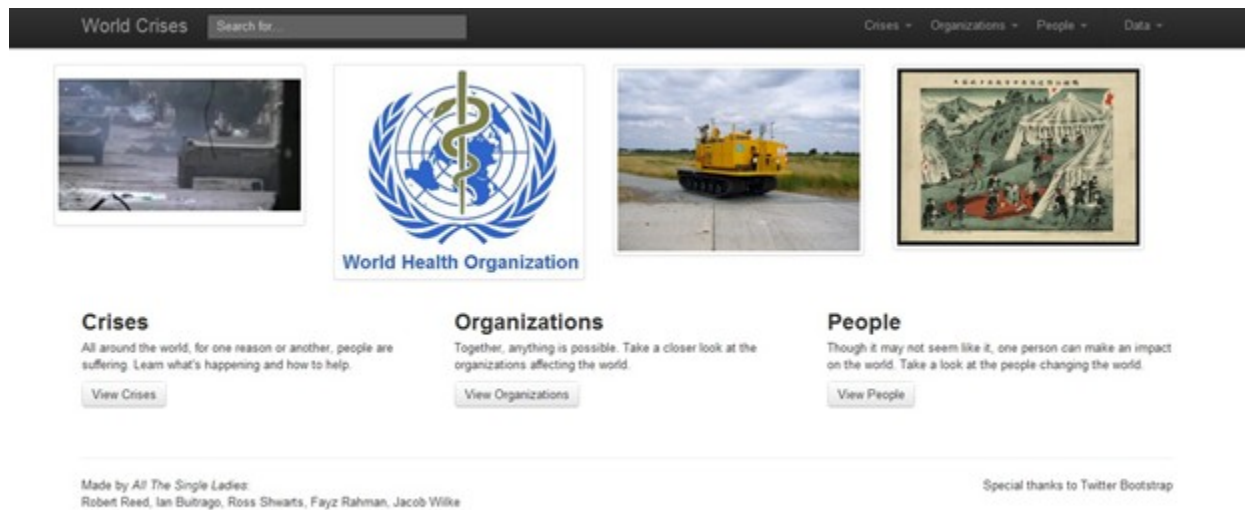 World Crises Search for... Crises Organizations People Data
World Health Organization
Crises
All around the world, for one reason or another, people are
suffering. Learn what's happening and how to help.
View Crises
Organizations
Together, anything is possible. Take a closer look at the
organizations affecting the world.
View Organizations
People
Though it may not seem like it, one person can make an impact
on the world. Take a look at the people changing the world.
View People
Made by All The Single Ladies:
Robert Reed, Ian Buitrago, Ross Shwarts, Fayz Rahman, Jacob Wilke
Special thanks to Twitter Bootstrap